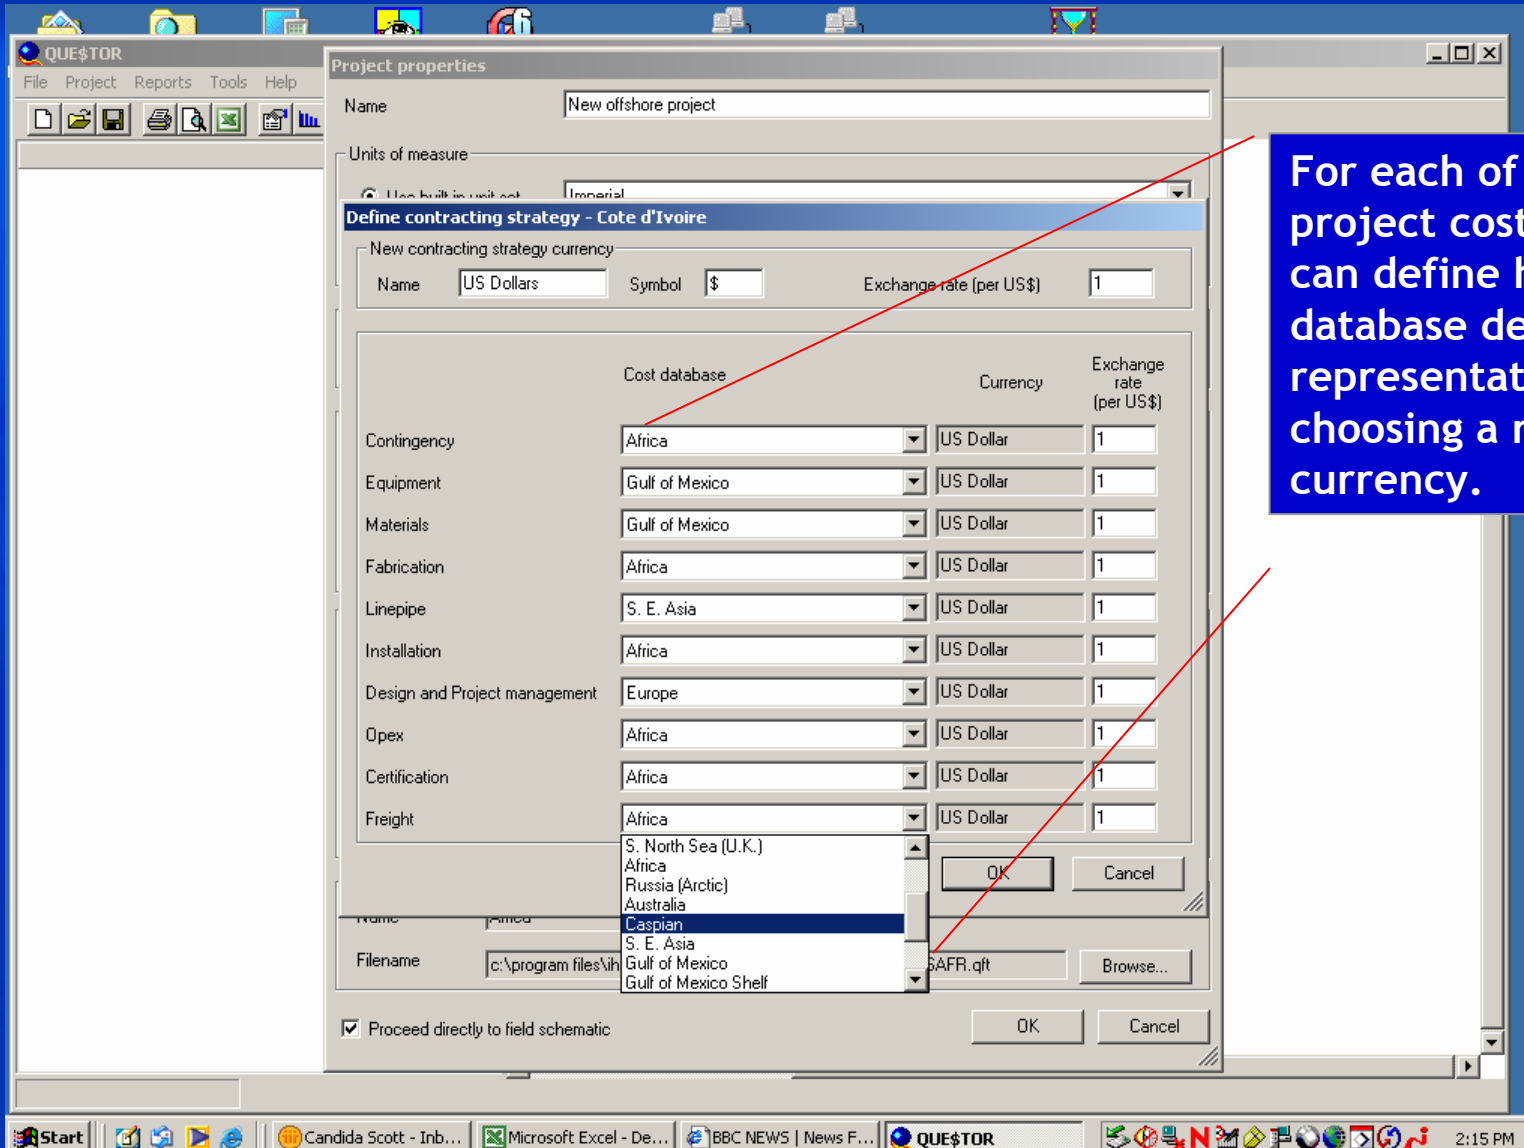 QUE$TOR
File Project Reports Tools Help
Project properties
Name New offshore project
Units of measure
Use built in unit set Imperial
Define contracting strategy - Cote d'Ivoire
New contracting strategy currency
Name US Dollars Symbol $ Exchange rate (per US$) 1
Cost database Currency Exchange
rate
(per US$)
Contingency Africa US Dollar 1
Equipment Gulf of Mexico US Dollar 1
Materials Gulf of Mexico US Dollar 1
Fabrication Africa US Dollar 1
Linepipe S. E. Asia US Dollar 1
Installation Africa US Dollar 1
Design and Project management Europe US Dollar 1
Opex Africa US Dollar 1
Certification Africa US Dollar 1
Freight Africa US Dollar 1
S. North Sea (U.K.)
Africa
Russia (Arctic)
Australia
Caspian
S. E. Asia
Gulf of Mexico
Gulf of Mexico Shelf
OK Cancel
Name Africa
Filename c:\program files\ih SAFR.qft Browse...
Proceed directly to field schematic OK Cancel
For each of
project cost
can define h
database de
representat
choosing a
currency.
Start Candida Scott - Inb... Microsoft Excel - De... BBC NEWS | News F... QUE$TOR 2:15 PM